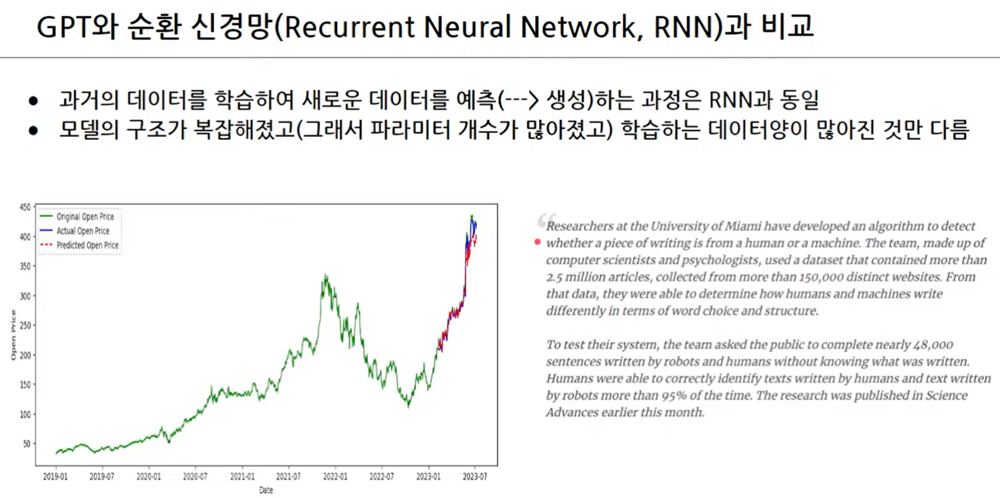 GPT와 순환 신경망(Recurrent Neural Network, RNN)과 비교
● 과거의 데이터를 학습하여 새로운 데이터를 예측(---> 생성)하는 과정은 RNN과 동일
● 모델의 구조가 복잡해졌고(그래서 파라미터 개수가 많아졌고) 학습하는 데이터양이 많아진 것만 다름
Original Open Price
Actual Open Price
Predicted Open Price
Open Price
450
400
350
300
250
200
150
100
50
2019-01 2019-07 2020-01 2020-07 2021-01 2021-07 2022-01 2022-07 2023-01 2023-07
Date
“
Researchers at the University of Miami have developed an algorithm to detect
whether a piece of writing is from a human or a machine. The team, made up of
computer scientists and psychologists, used a dataset that contained more than
2.5 million articles, collected from more than 150,000 distinct websites. From
that data, they were able to determine how humans and machines write
differently in terms of word choice and structure.
To test their system, the team asked the public to complete nearly 48,000
sentences written by robots and humans without knowing what was written.
Humans were able to correctly identify texts written by humans and text written
by robots more than 95% of the time. The research was published in Science
Advances earlier this month.